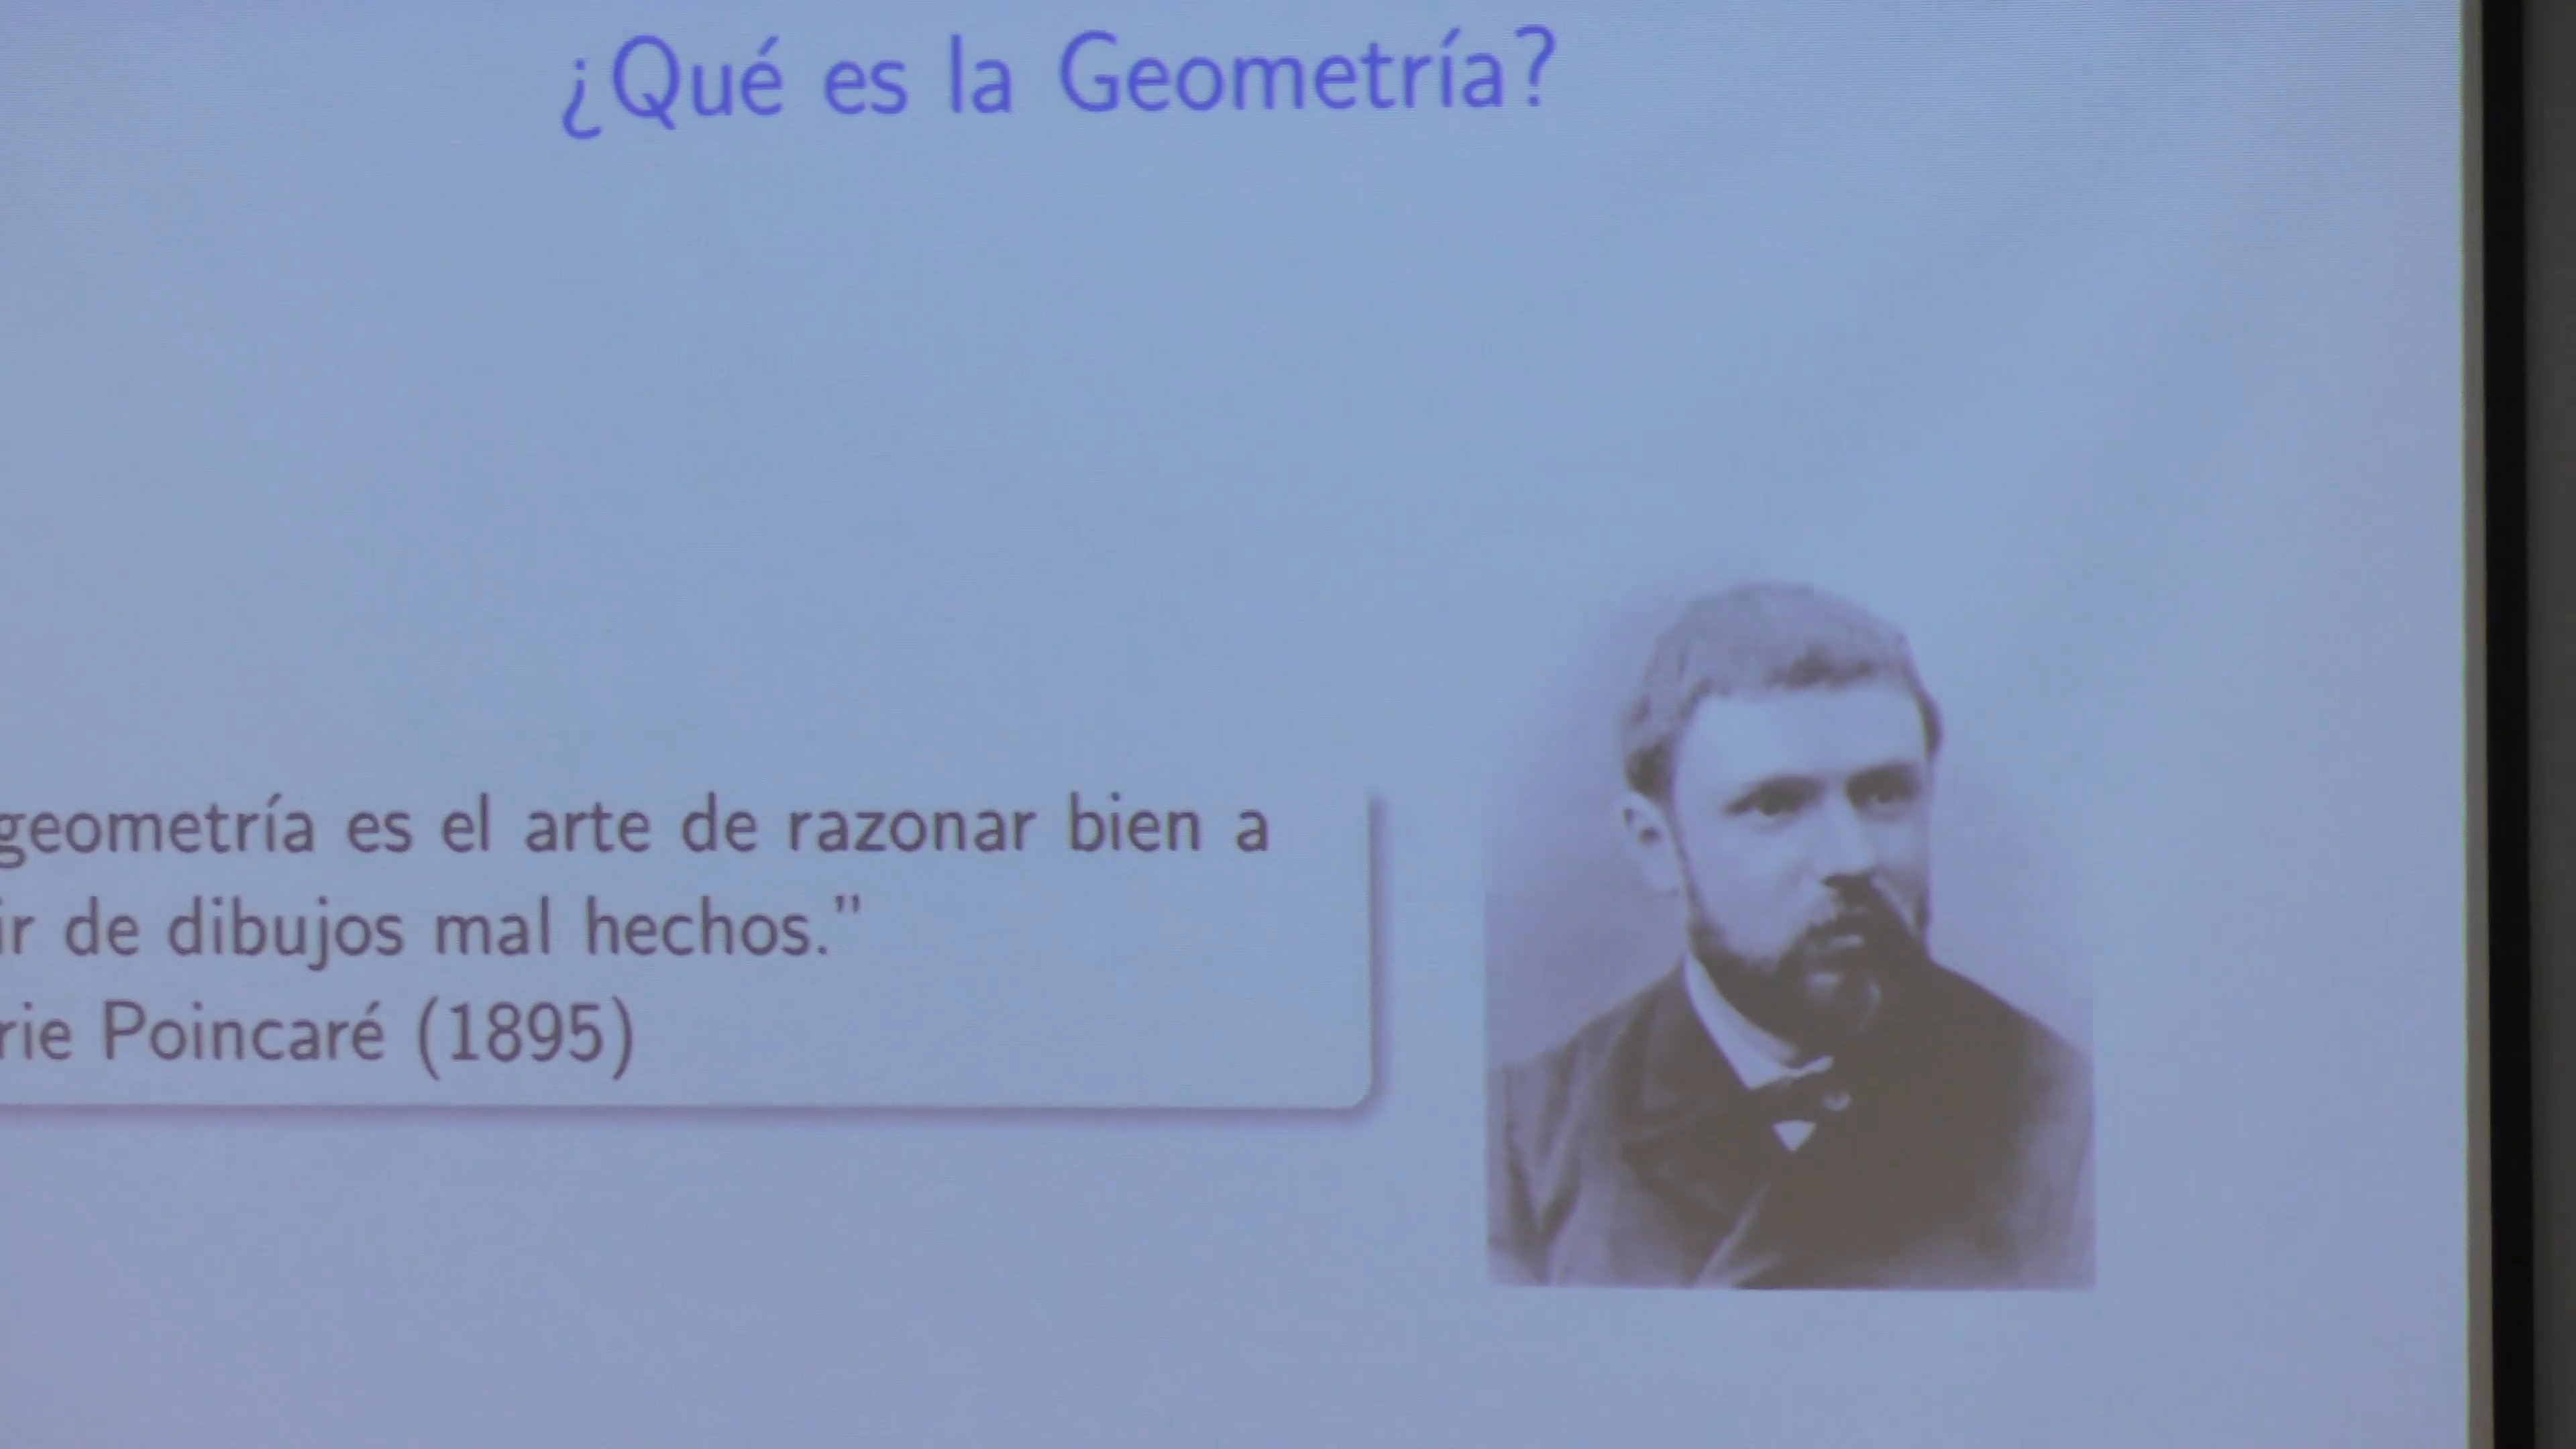 ¿Qué es la Geometría?
geometría es el arte de razonar bien a
ir de dibujos mal hechos."
rie Poincaré (1895)